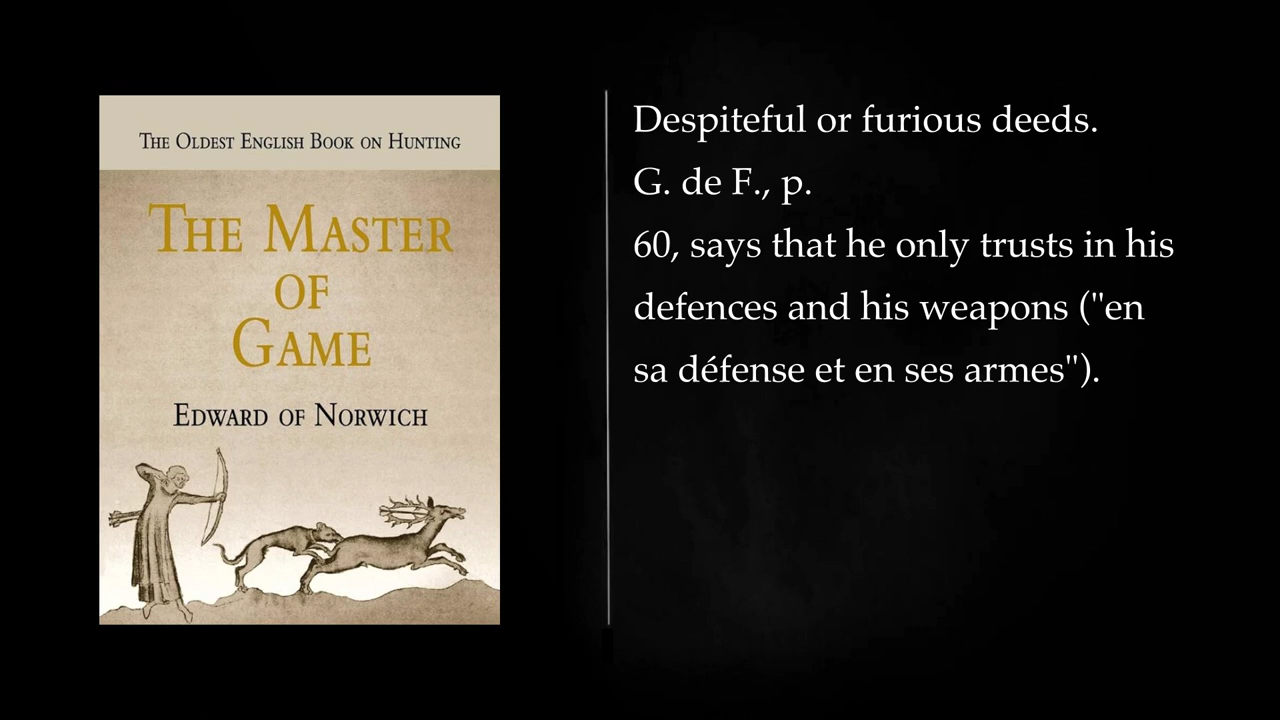 The Oldest English Book on Hunting
The Master
of
Game
Edward of Norwich
Despiteful or furious deeds.
G. de F., p.
60, says that he only trusts in his
defences and his weapons ("en
sa défense et en ses armes").